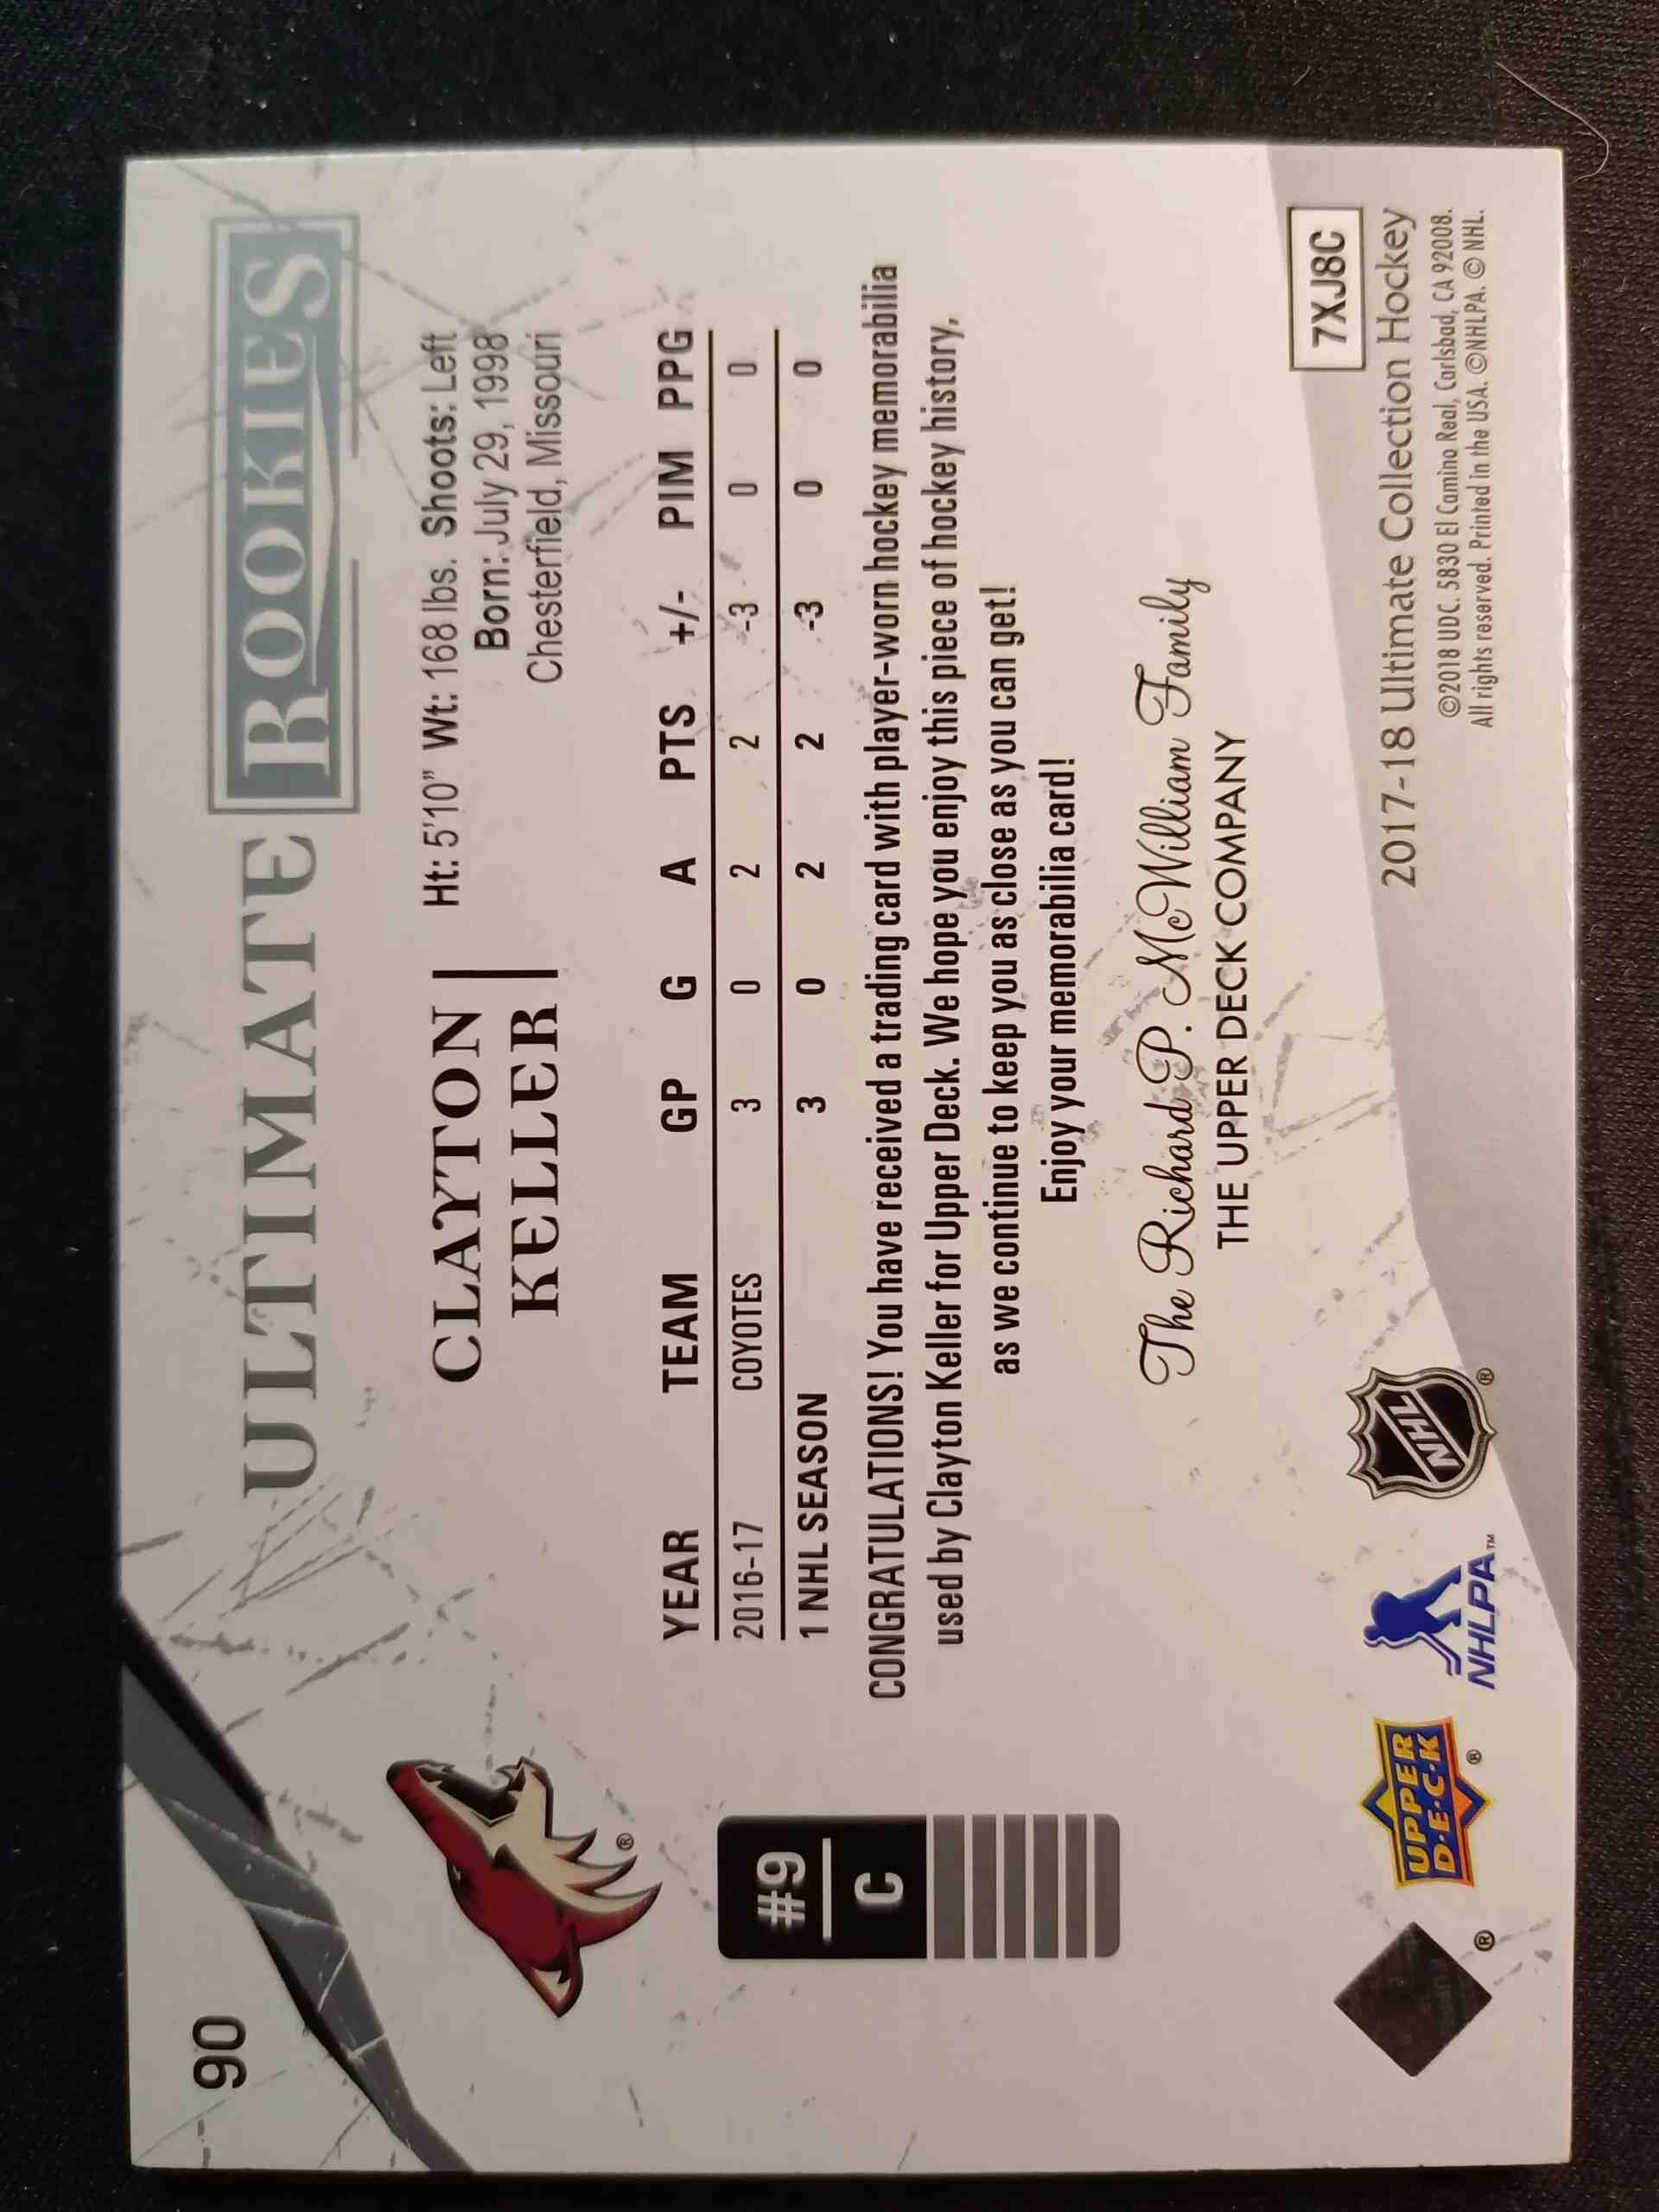 90
ULTIMATE ROOKIES
CLAYTON
KELLER
Ht: 5'10" Wt: 168 lbs. Shoots: Left
Born: July 29, 1998
Chesterfield, Missouri
YEAR TEAM GP G A PTS +/- PIM PPG
2016-17 COYOTES 3 0 2 2 -3 0 0
1 NHL SEASON 3 0 2 2 -3 0 0
®
#9
C
CONGRATULATIONS! You have received a trading card with player-worn hockey memorabilia
used by Clayton Keller for Upper Deck. We hope you enjoy this piece of hockey history,
as we continue to keep you as close as you can get!
Enjoy your memorabilia card!
The Richard P. McWilliam Family
THE UPPER DECK COMPANY
7XJ8C
®
UPPER
D·E·C·K
®
NHLPA™
NHL
®
2017-18 Ultimate Collection Hockey
©2018 UDC. 5830 El Camino Real, Carlsbad, CA 92008.
All rights reserved. Printed in the USA. ©NHLPA. © NHL.